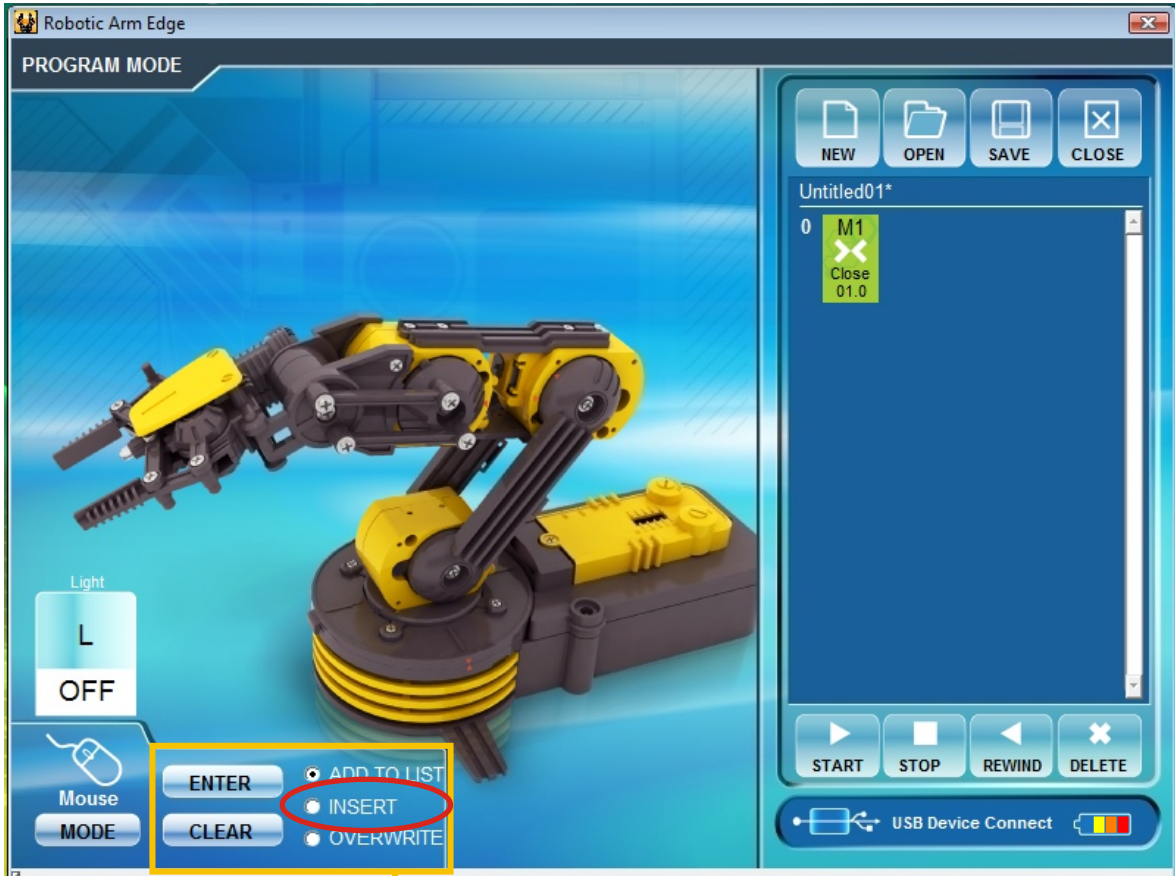 Robotic Arm Edge
PROGRAM MODE
NEW OPEN SAVE CLOSE
Untitled01*
0 M1
Close
01.0
Light
L
OFF
Mouse
MODE
ENTER
CLEAR
ADD TO LIST
INSERT
OVERWRITE
START STOP REWIND DELETE
USB Device Connect